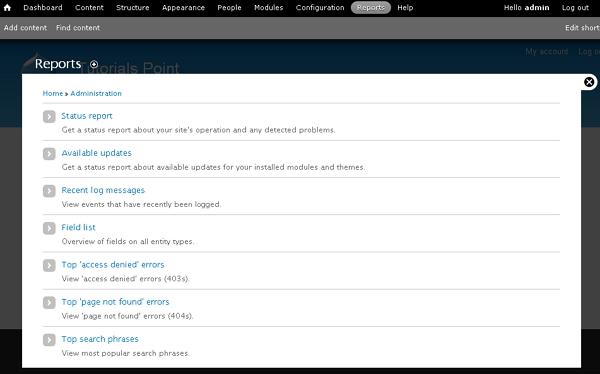 Dashboard Content Structure Appearance People Modules Configuration Reports Help Hello admin Log out
Add content Find content Edit short
My account Log o
Reports
Tutorials Point
Home » Administration
Status report
Get a status report about your site's operation and any detected problems.
Available updates
Get a status report about available updates for your installed modules and themes.
Recent log messages
View events that have recently been logged.
Field list
Overview of fields on all entity types.
Top 'access denied' errors
View 'access denied' errors (403s).
Top 'page not found' errors
View 'page not found' errors (404s).
Top search phrases
View most popular search phrases.